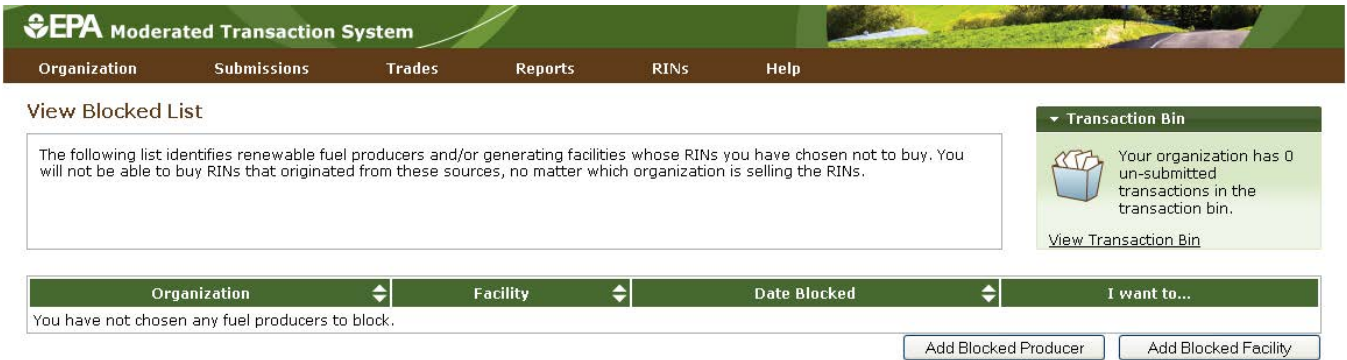 EPA Moderated Transaction System
Organization Submissions Trades Reports RINs Help
View Blocked List
The following list identifies renewable fuel producers and/or generating facilities whose RINs you have chosen not to buy. You
will not be able to buy RINs that originated from these sources, no matter which organization is selling the RINs.
Transaction Bin
Your organization has 0
un-submitted
transactions in the
transaction bin.
View Transaction Bin
Organization Facility Date Blocked I want to...
You have not chosen any fuel producers to block.
Add Blocked Producer Add Blocked Facility